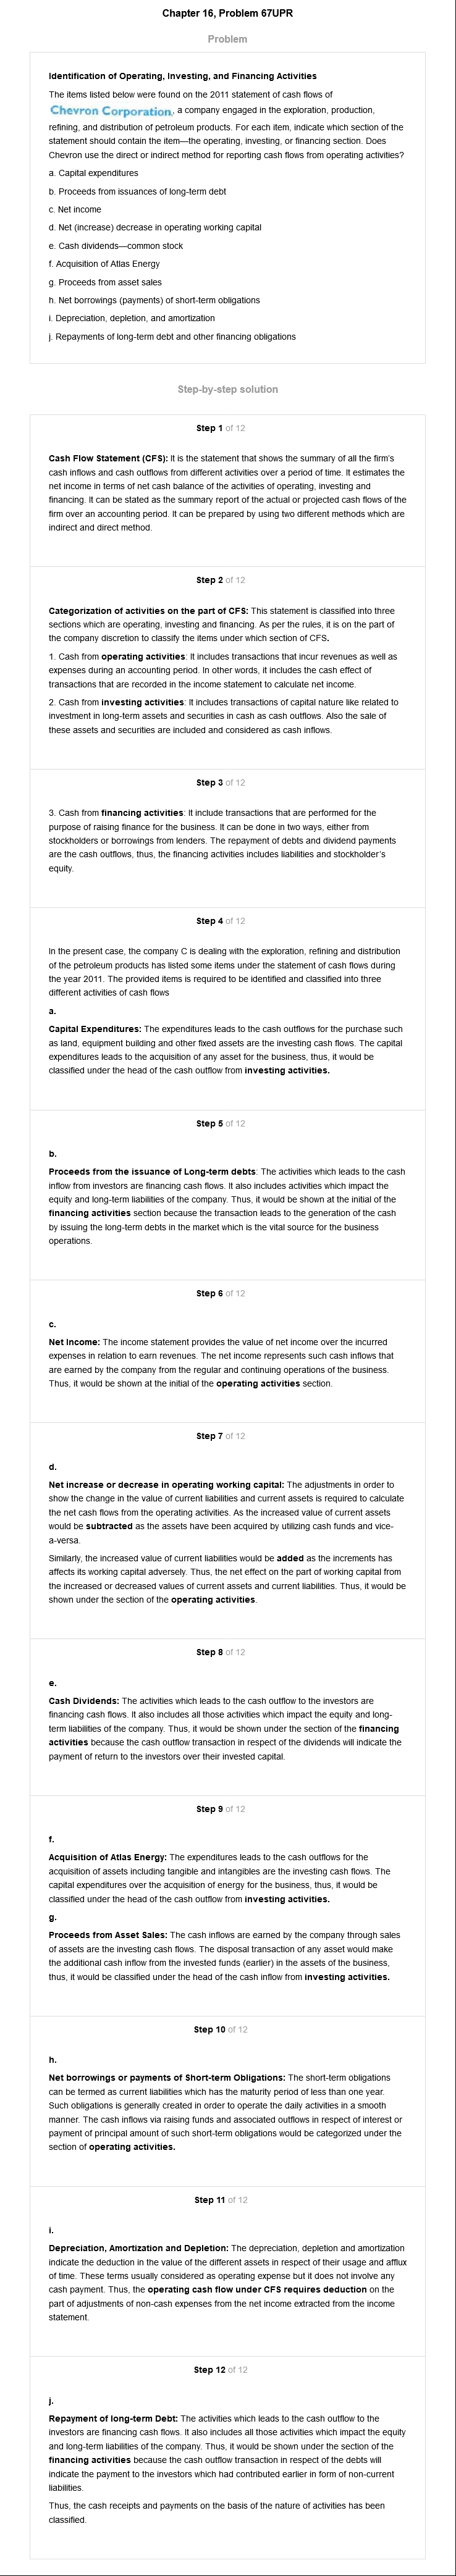 Chapter 16, Problem 67UPR
Problem
Identification of Operating, Investing, and Financing Activities
The items listed below were found on the 2011 statement of cash flows of
Chevron Corporation, a company engaged in the exploration, production,
refining, and distribution of petroleum products. For each item, indicate which section of the
statement should contain the item—the operating, investing, or financing section. Does
Chevron use the direct or indirect method for reporting cash flows from operating activities?
a. Capital expenditures
b. Proceeds from issuances of long-term debt
c. Net income
d. Net (increase) decrease in operating working capital
e. Cash dividends—common stock
f. Acquisition of Atlas Energy
g. Proceeds from asset sales
h. Net borrowings (payments) of short-term obligations
i. Depreciation, depletion, and amortization
j. Repayments of long-term debt and other financing obligations
Step-by-step solution
Step 1 of 12
Cash Flow Statement (CFS): It is the statement that shows the summary of all the firm's
cash inflows and cash outflows from different activities over a period of time. It estimates the
net income in terms of net cash balance of the activities of operating, investing and
financing. It can be stated as the summary report of the actual or projected cash flows of the
firm over an accounting period. It can be prepared by using two different methods which are
indirect and direct method.
Step 2 of 12
Categorization of activities on the part of CFS: This statement is classified into three
sections which are operating, investing and financing. As per the rules, it is on the part of
the company discretion to classify the items under which section of CFS.
1. Cash from operating activities: It includes transactions that incur revenues as well as
expenses during an accounting period. In other words, it includes the cash effect of
transactions that are recorded in the income statement to calculate net income.
2. Cash from investing activities: It includes transactions of capital nature like related to
investment in long-term assets and securities in cash as cash outflows. Also the sale of
these assets and securities are included and considered as cash inflows.
Step 3 of 12
3. Cash from financing activities: It include transactions that are performed for the
purpose of raising finance for the business. It can be done in two ways, either from
stockholders or borrowings from lenders. The repayment of debts and dividend payments
are the cash outflows, thus, the financing activities includes liabilities and stockholder's
equity.
Step 4 of 12
In the present case, the company C is dealing with the exploration, refining and distribution
of the petroleum products has listed some items under the statement of cash flows during
the year 2011. The provided items is required to be identified and classified into three
different activities of cash flows
a.
Capital Expenditures: The expenditures leads to the cash outflows for the purchase such
as land, equipment building and other fixed assets are the investing cash flows. The capital
expenditures leads to the acquisition of any asset for the business, thus, it would be
classified under the head of the cash outflow from investing activities.
Step 5 of 12
b.
Proceeds from the issuance of Long-term debts: The activities which leads to the cash
inflow from investors are financing cash flows. It also includes activities which impact the
equity and long-term liabilities of the company. Thus, it would be shown at the initial of the
financing activities section because the transaction leads to the generation of the cash
by issuing the long-term debts in the market which is the vital source for the business
operations.
Step 6 of 12
c.
Net Income: The income statement provides the value of net income over the incurred
expenses in relation to earn revenues. The net income represents such cash inflows that
are earned by the company from the regular and continuing operations of the business.
Thus, it would be shown at the initial of the operating activities section.
Step 7 of 12
d.
Net increase or decrease in operating working capital: The adjustments in order to
show the change in the value of current liabilities and current assets is required to calculate
the net cash flows from the operating activities. As the increased value of current assets
would be subtracted as the assets have been acquired by utilizing cash funds and vice-
a-versa.
Similarly, the increased value of current liabilities would be added as the increments has
affects its working capital adversely. Thus, the net effect on the part of working capital from
the increased or decreased values of current assets and current liabilities. Thus, it would be
shown under the section of the operating activities.
Step 8 of 12
e.
Cash Dividends: The activities which leads to the cash outflow to the investors are
financing cash flows. It also includes all those activities which impact the equity and long-
term liabilities of the company. Thus, it would be shown under the section of the financing
activities because the cash outflow transaction in respect of the dividends will indicate the
payment of return to the investors over their invested capital.
Step 9 of 12
f.
Acquisition of Atlas Energy: The expenditures leads to the cash outflows for the
acquisition of assets including tangible and intangibles are the investing cash flows. The
capital expenditures over the acquisition of energy for the business, thus, it would be
classified under the head of the cash outflow from investing activities.
g.
Proceeds from Asset Sales: The cash inflows are earned by the company through sales
of assets are the investing cash flows. The disposal transaction of any asset would make
the additional cash inflow from the invested funds (earlier) in the assets of the business,
thus, it would be classified under the head of the cash inflow from investing activities.
Step 10 of 12
h.
Net borrowings or payments of Short-term Obligations: The short-term obligations
can be termed as current liabilities which has the maturity period of less than one year.
Such obligations is generally created in order to operate the daily activities in a smooth
manner. The cash inflows via raising funds and associated outflows in respect of interest or
payment of principal amount of such short-term obligations would be categorized under the
section of operating activities.
Step 11 of 12
i.
Depreciation, Amortization and Depletion: The depreciation, depletion and amortization
indicate the deduction in the value of the different assets in respect of their usage and afflux
of time. These terms usually considered as operating expense but it does not involve any
cash payment. Thus, the operating cash flow under CFS requires deduction on the
part of adjustments of non-cash expenses from the net income extracted from the income
statement.
Step 12 of 12
j.
Repayment of long-term Debt: The activities which leads to the cash outflow to the
investors are financing cash flows. It also includes all those activities which impact the equity
and long-term liabilities of the company. Thus, it would be shown under the section of the
financing activities because the cash outflow transaction in respect of the debts will
indicate the payment to the investors which had contributed earlier in form of non-current
liabilities.
Thus, the cash receipts and payments on the basis of the nature of activities has been
classified.